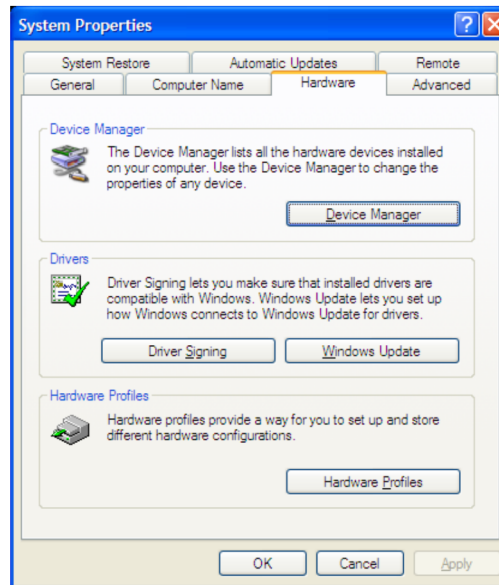 System Properties
System Restore Automatic Updates Remote
General Computer Name Hardware Advanced
Device Manager
The Device Manager lists all the hardware devices installed
on your computer. Use the Device Manager to change the
properties of any device.
Device Manager
Drivers
Driver Signing lets you make sure that installed drivers are
compatible with Windows. Windows Update lets you set up
how Windows connects to Windows Update for drivers.
Driver Signing Windows Update
Hardware Profiles
Hardware profiles provide a way for you to set up and store
different hardware configurations.
Hardware Profiles
OK Cancel Apply